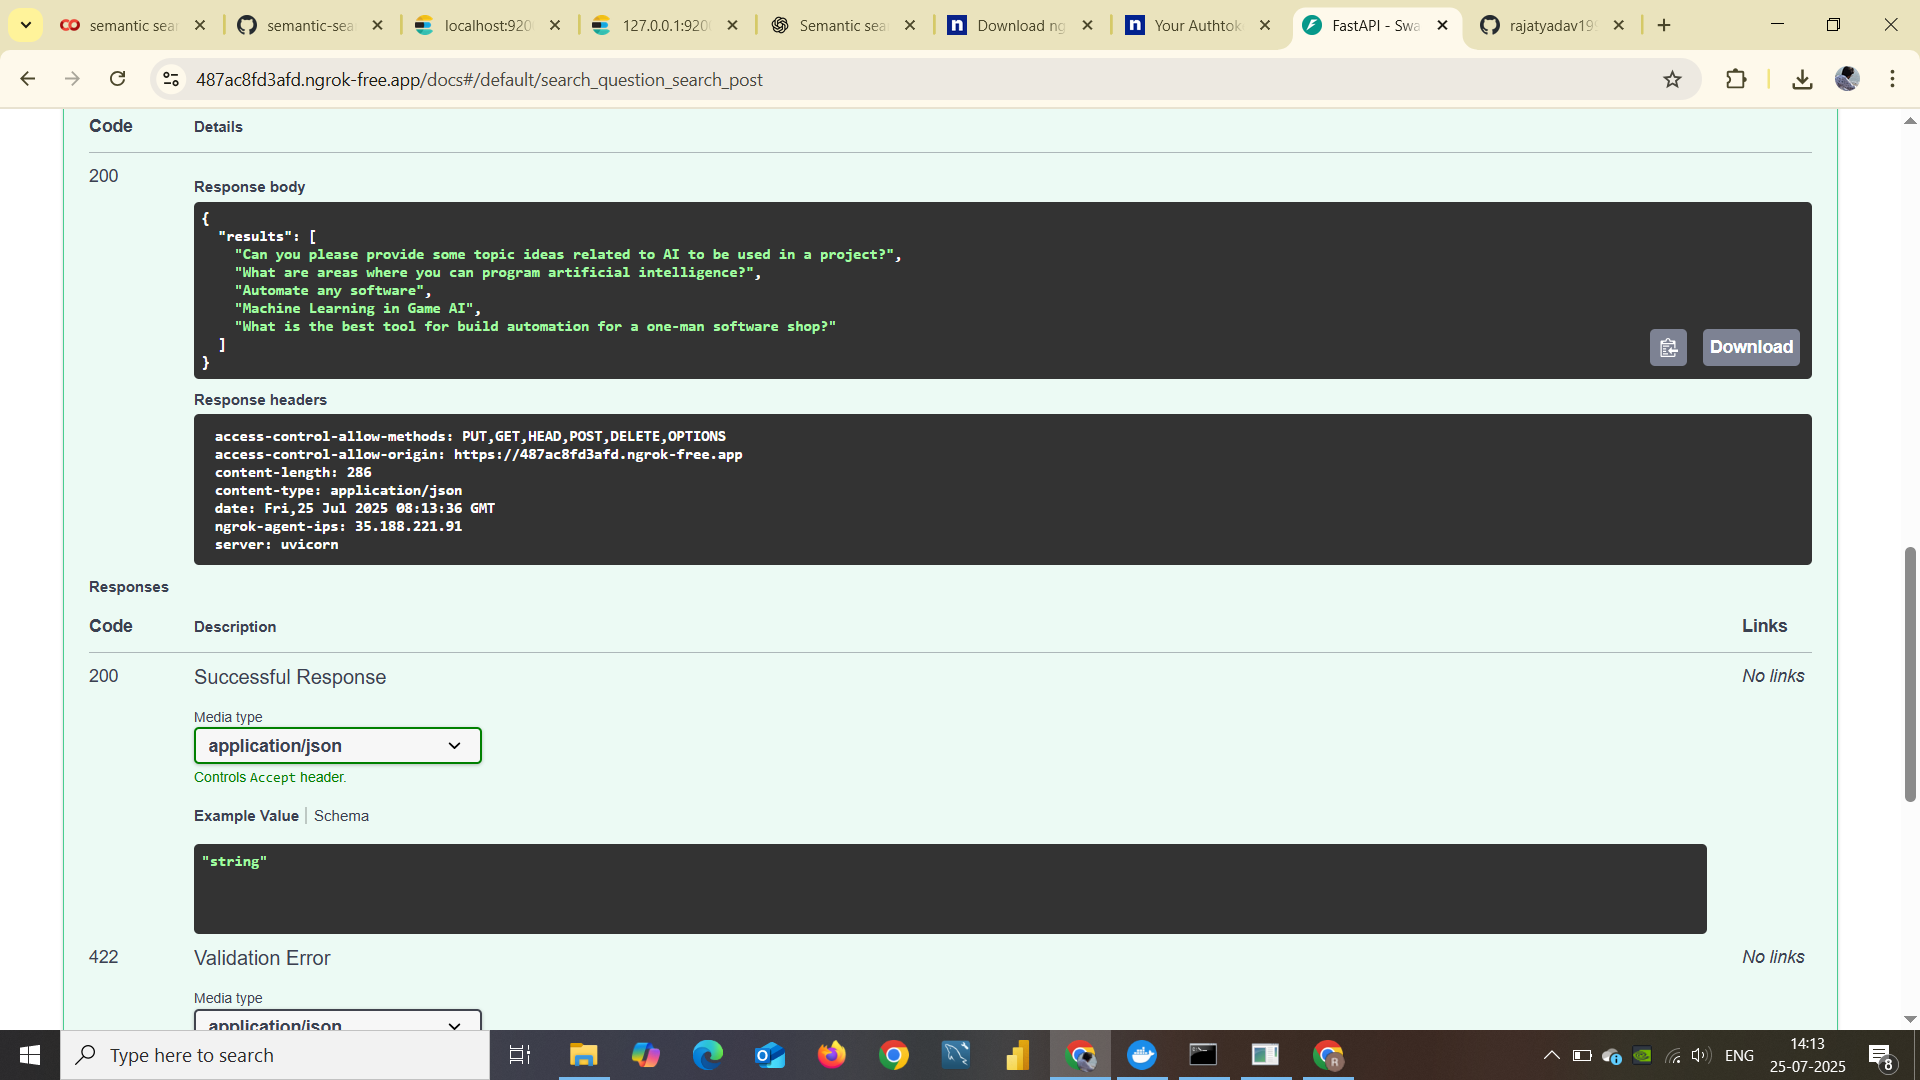 semantic sear
semantic-sea
localhost:920
127.0.0.1:920
Semantic sea
Download ng
Your Authtok
FastAPI - Swa
rajatyadav199
487ac8fd3afd.ngrok-free.app/docs#/default/search_question_search_post
Code Details
200
Response body
{
"results": [
"Can you please provide some topic ideas related to AI to be used in a project?",
"What are areas where you can program artificial intelligence?",
"Automate any software",
"Machine Learning in Game AI",
"What is the best tool for build automation for a one-man software shop?"
]
}
Download
Response headers
access-control-allow-methods: PUT,GET,HEAD,POST,DELETE,OPTIONS
access-control-allow-origin: https://487ac8fd3afd.ngrok-free.app
content-length: 286
content-type: application/json
date: Fri,25 Jul 2025 08:13:36 GMT
ngrok-agent-ips: 35.188.221.91
server: uvicorn
Responses
Code Description Links
200 Successful Response No links
Media type
application/json
Controls Accept header.
Example Value Schema
"string"
422 Validation Error No links
Media type
application/json
Type here to search
ENG
14:13
25-07-2025
8